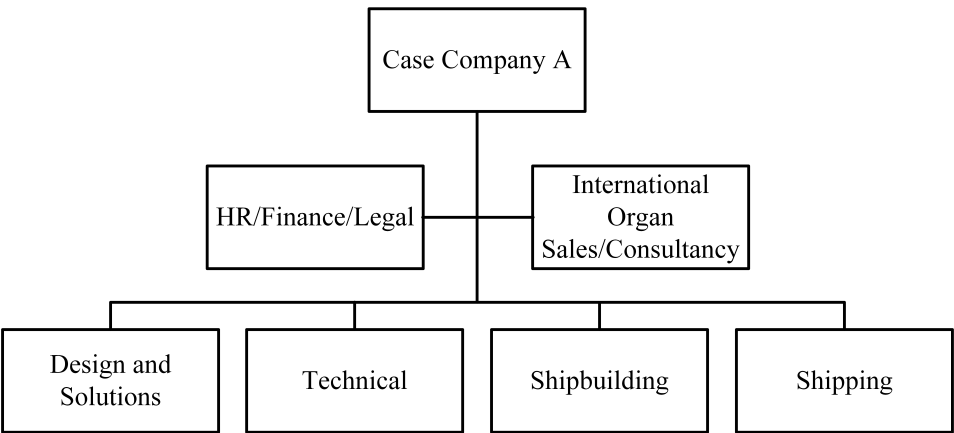 Case Company A
HR/Finance/Legal
International
Organ
Sales/Consultancy
Design and
Solutions
Technical
Shipbuilding
Shipping